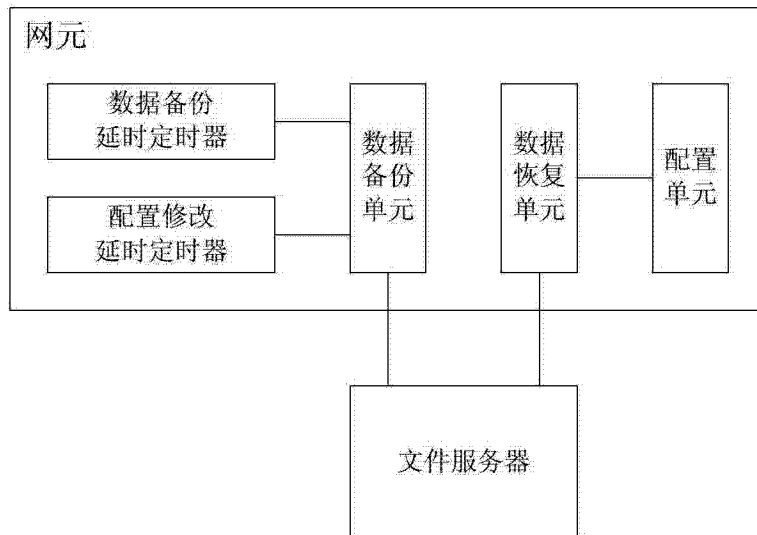 网元
数据备份
延时定时器
配置修改
延时定时器
数据
备份
单元
数据
恢复
单元
配置
单元
文件服务器